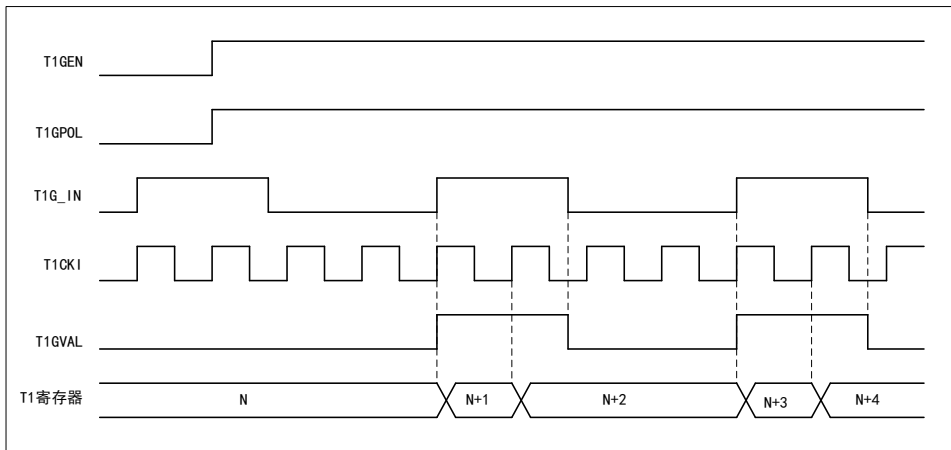 T1GEN
T1GPOL
T1G_IN
T1CKI
T1GVAL
T1寄存器
N
N+1
N+2
N+3
N+4